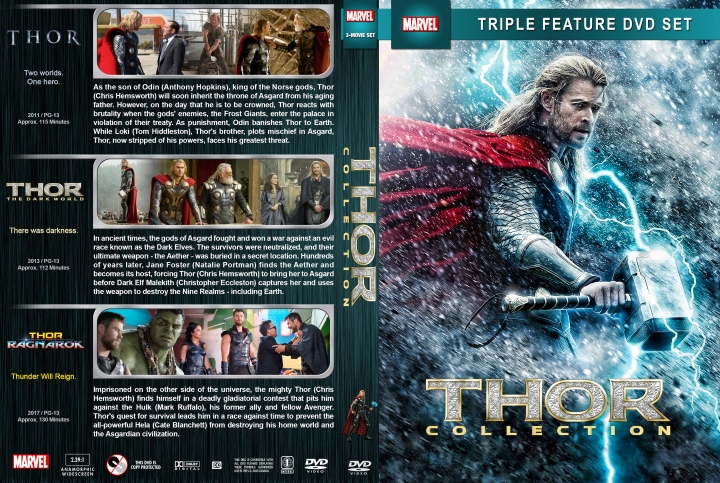 THOR
Two worlds.
One hero.
2011 / PG-13
Approx. 115 Minutes
As the son of Odin (Anthony Hopkins), king of the Norse gods, Thor
(Chris Hemsworth) will soon inherit the throne of Asgard from his aging
father. However, on the day that he is to be crowned, Thor reacts with
brutality when the gods' enemies, the Frost Giants, enter the palace in
violation of their treaty. As punishment, Odin banishes Thor to Earth.
While Loki (Tom Hiddleston), Thor's brother, plots mischief in Asgard,
Thor, now stripped of his powers, faces his greatest threat.
THOR
THE DARK WORLD
There was darkness.
2013 / PG-13
Approx. 112 Minutes
In ancient times, the gods of Asgard fought and won a war against an evil
race known as the Dark Elves. The survivors were neutralized, and their
ultimate weapon - the Aether - was buried in a secret location. Hundreds
of years later, Jane Foster (Natalie Portman) finds the Aether and
becomes its host, forcing Thor (Chris Hemsworth) to bring her to Asgard
before Dark Elf Malekith (Christopher Eccleston) captures her and uses
the weapon to destroy the Nine Realms - including Earth.
THOR
RAGNAROK
Thunder Will Reign.
2017 / PG-13
Approx. 130 Minutes
Imprisoned on the other side of the universe, the mighty Thor (Chris
Hemsworth) finds himself in a deadly gladiatorial contest that pits him
against the Hulk (Mark Ruffalo), his former ally and fellow Avenger.
Thor's quest for survival leads him in a race against time to prevent the
all-powerful Hela (Cate Blanchett) from destroying his home world and
the Asgardian civilization.
MARVEL
2.39:1
ANAMORPHIC
WIDESCREEN
THIS DVD IS
COPY PROTECTED
DOLBY
DIGITAL
DVD
VIDEO
MARVEL
3-MOVIE SET
THOR
COLLECTION
DVD
VIDEO
MARVEL
TRIPLE FEATURE DVD SET
THOR
COLLECTION